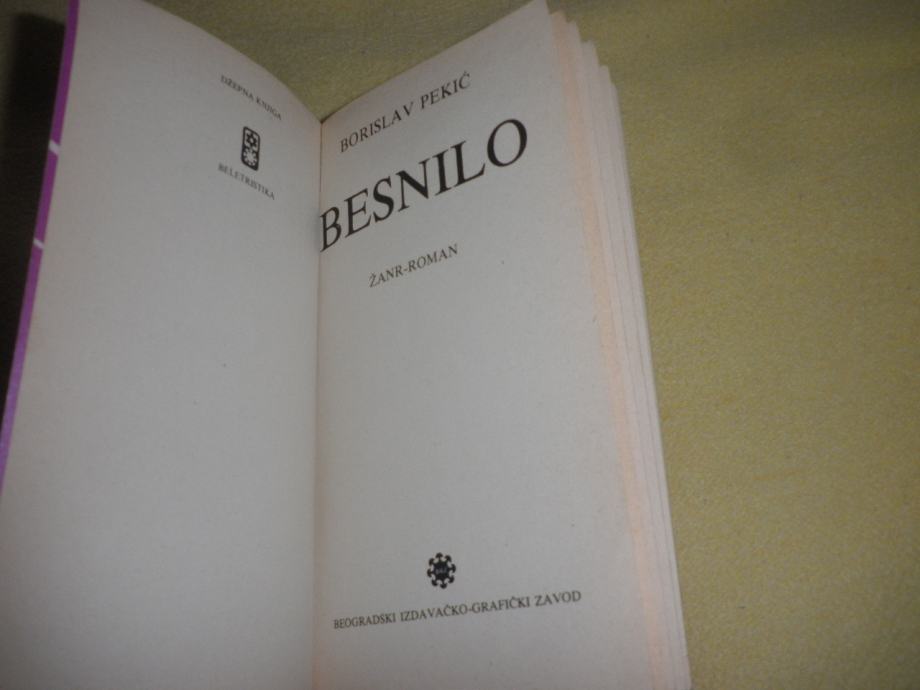 DŽEPNA KNJIGA
BELETRISTIKA
BORISLAV PEKIĆ
BESNILO
ŽANR-ROMAN
BEOGRADSKI IZDAVAČKO-GRAFIČKI ZAVOD